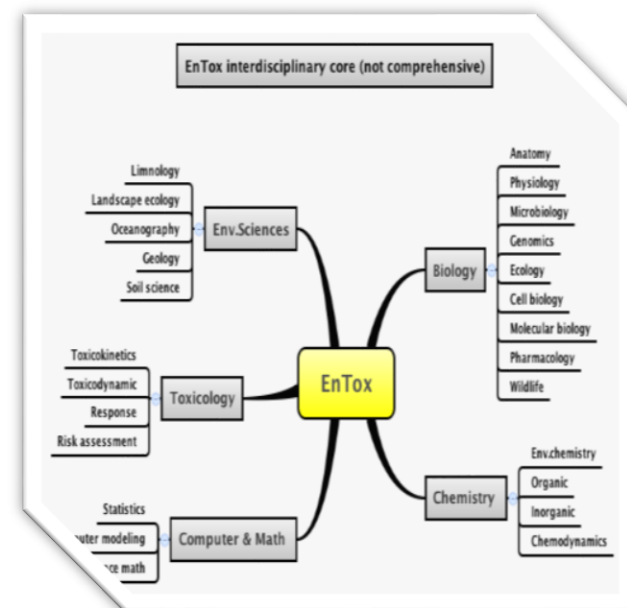 EnTox interdisciplinary core (not comprehensive)
Limnology
Landscape ecology
Oceanography
Geology
Soil science
Env.Sciences
Toxicokinetics
Toxicodynamic
Response
Risk assessment
Toxicology
Statistics
modeling
math
Computer & Math
EnTox
Biology
Anatomy
Physiology
Microbiology
Genomics
Ecology
Cell biology
Molecular biology
Pharmacology
Wildlife
Chemistry
Env.chemistry
Organic
Inorganic
Chemodynamics